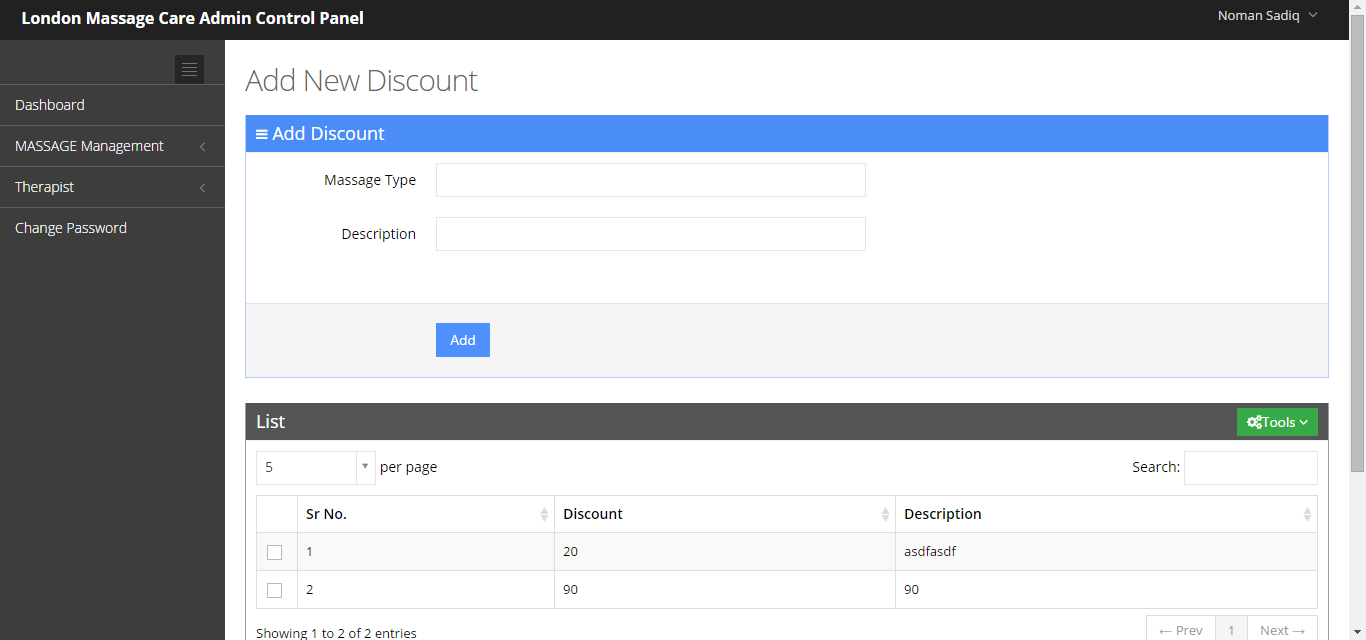 London Massage Care Admin Control Panel
Noman Sadiq
Dashboard
MASSAGE Management
Therapist
Change Password
Add New Discount
Add Discount
Massage Type
Description
Add
List
Tools
5 per page
Search:
Sr No. Discount Description
1 20 asdfasdf
2 90 90
Showing 1 to 2 of 2 entries
← Prev 1 Next →